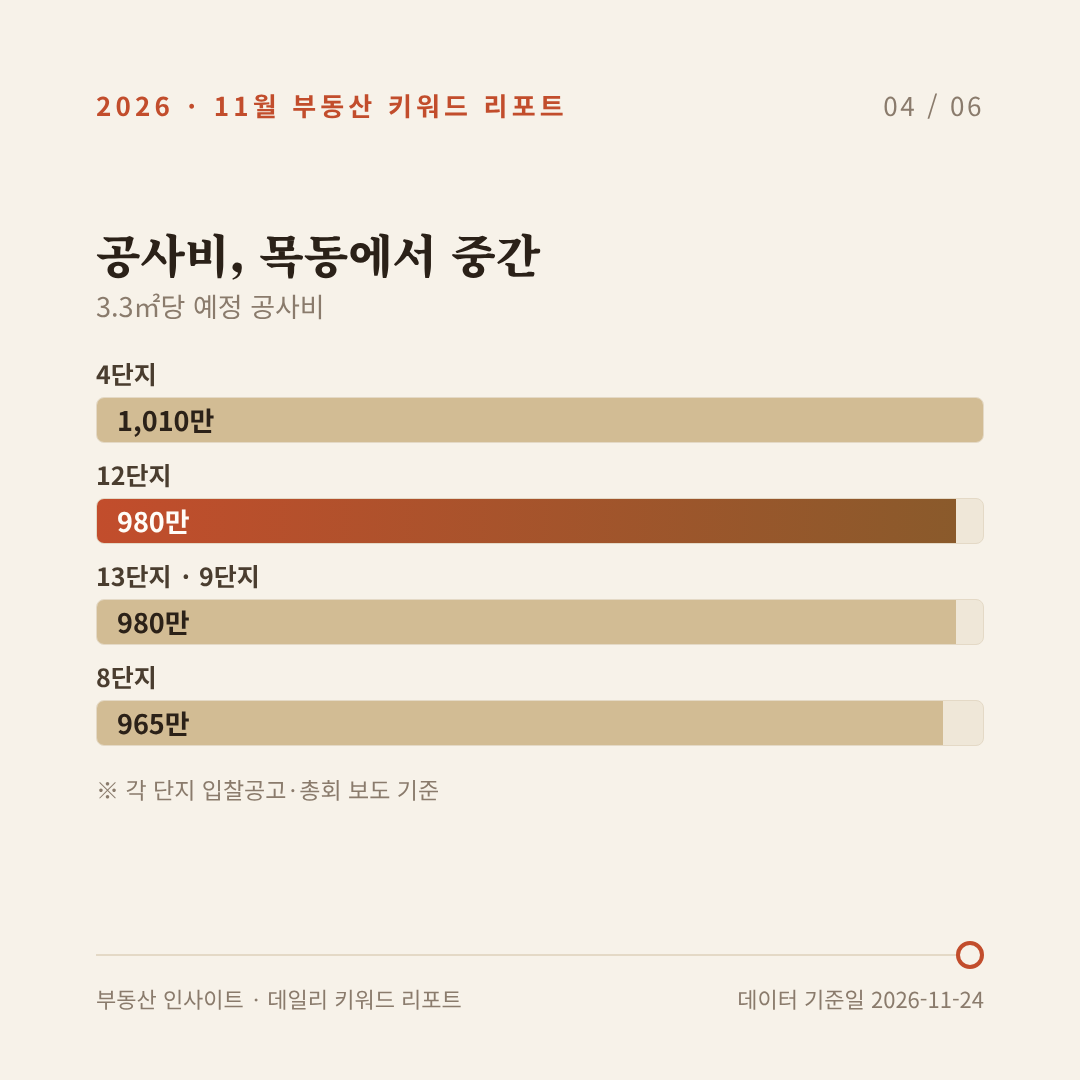 2026 · 11월 부동산 키워드 리포트
04 / 06
공사비, 목동에서 중간
3.3㎡당 예정 공사비
4단지
1,010만
12단지
980만
13단지 · 9단지
980만
8단지
965만
※ 각 단지 입찰공고·총회 보도 기준
부동산 인사이트 · 데일리 키워드 리포트
데이터 기준일 2026-11-24